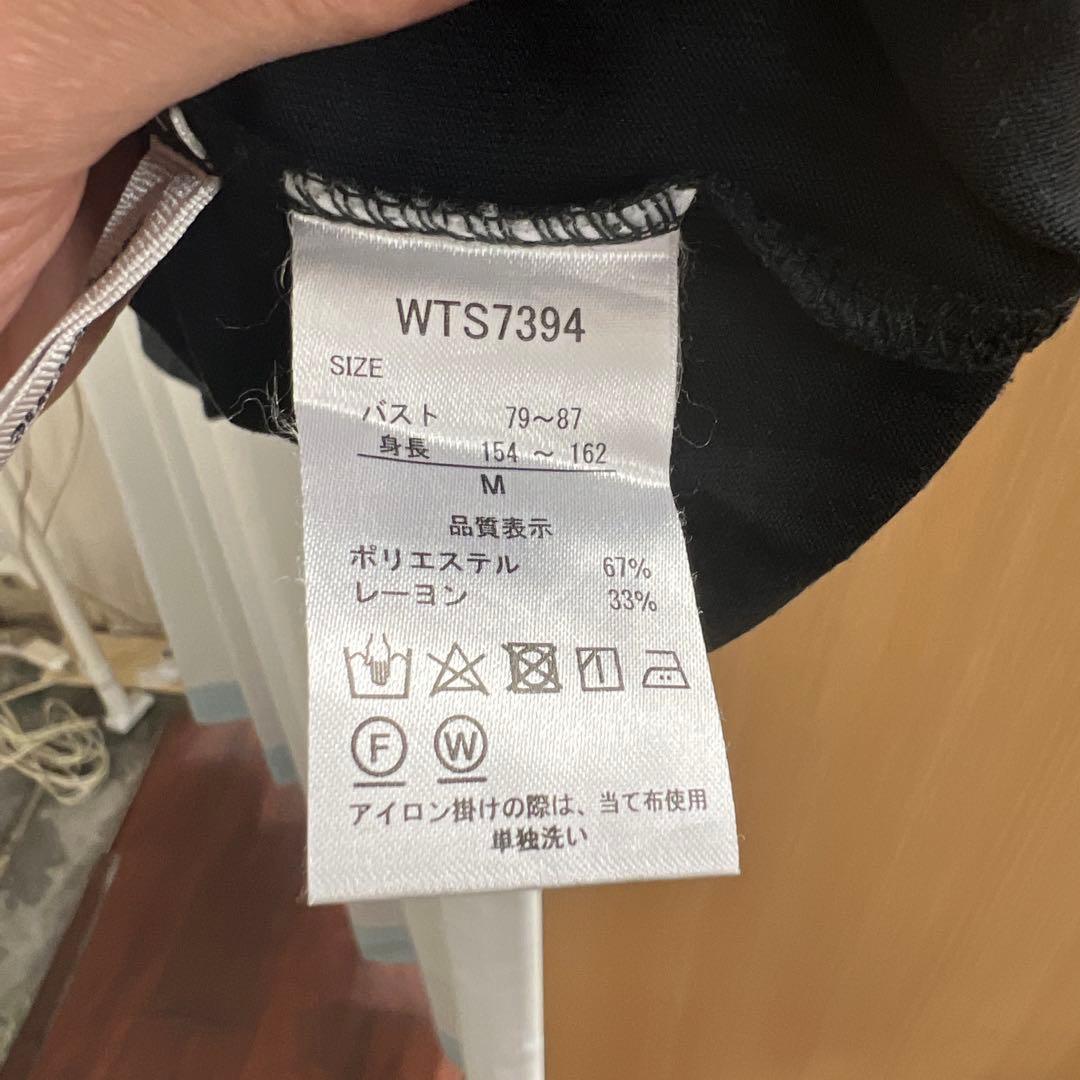 WTS7394
SIZE
バスト 79～87
身長 154 ～ 162
M
品質表示
ポリエステル 67%
レーヨン 33%
F W
アイロン掛けの際は、当て布使用
単独洗い